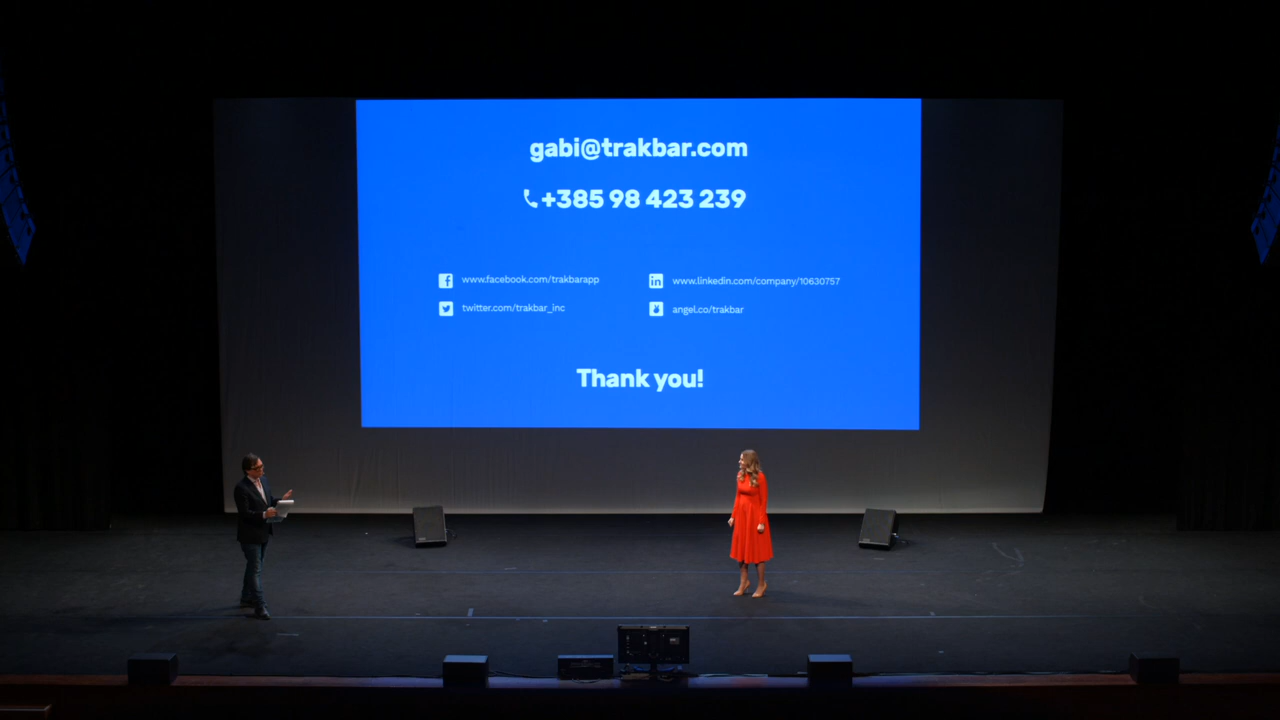 gabi@trakbar.com
+385 98 423 239
www.facebook.com/trakbarapp
www.linkedin.com/company/10630757
twitter.com/trakbar_inc
angel.co/trakbar
Thank you!